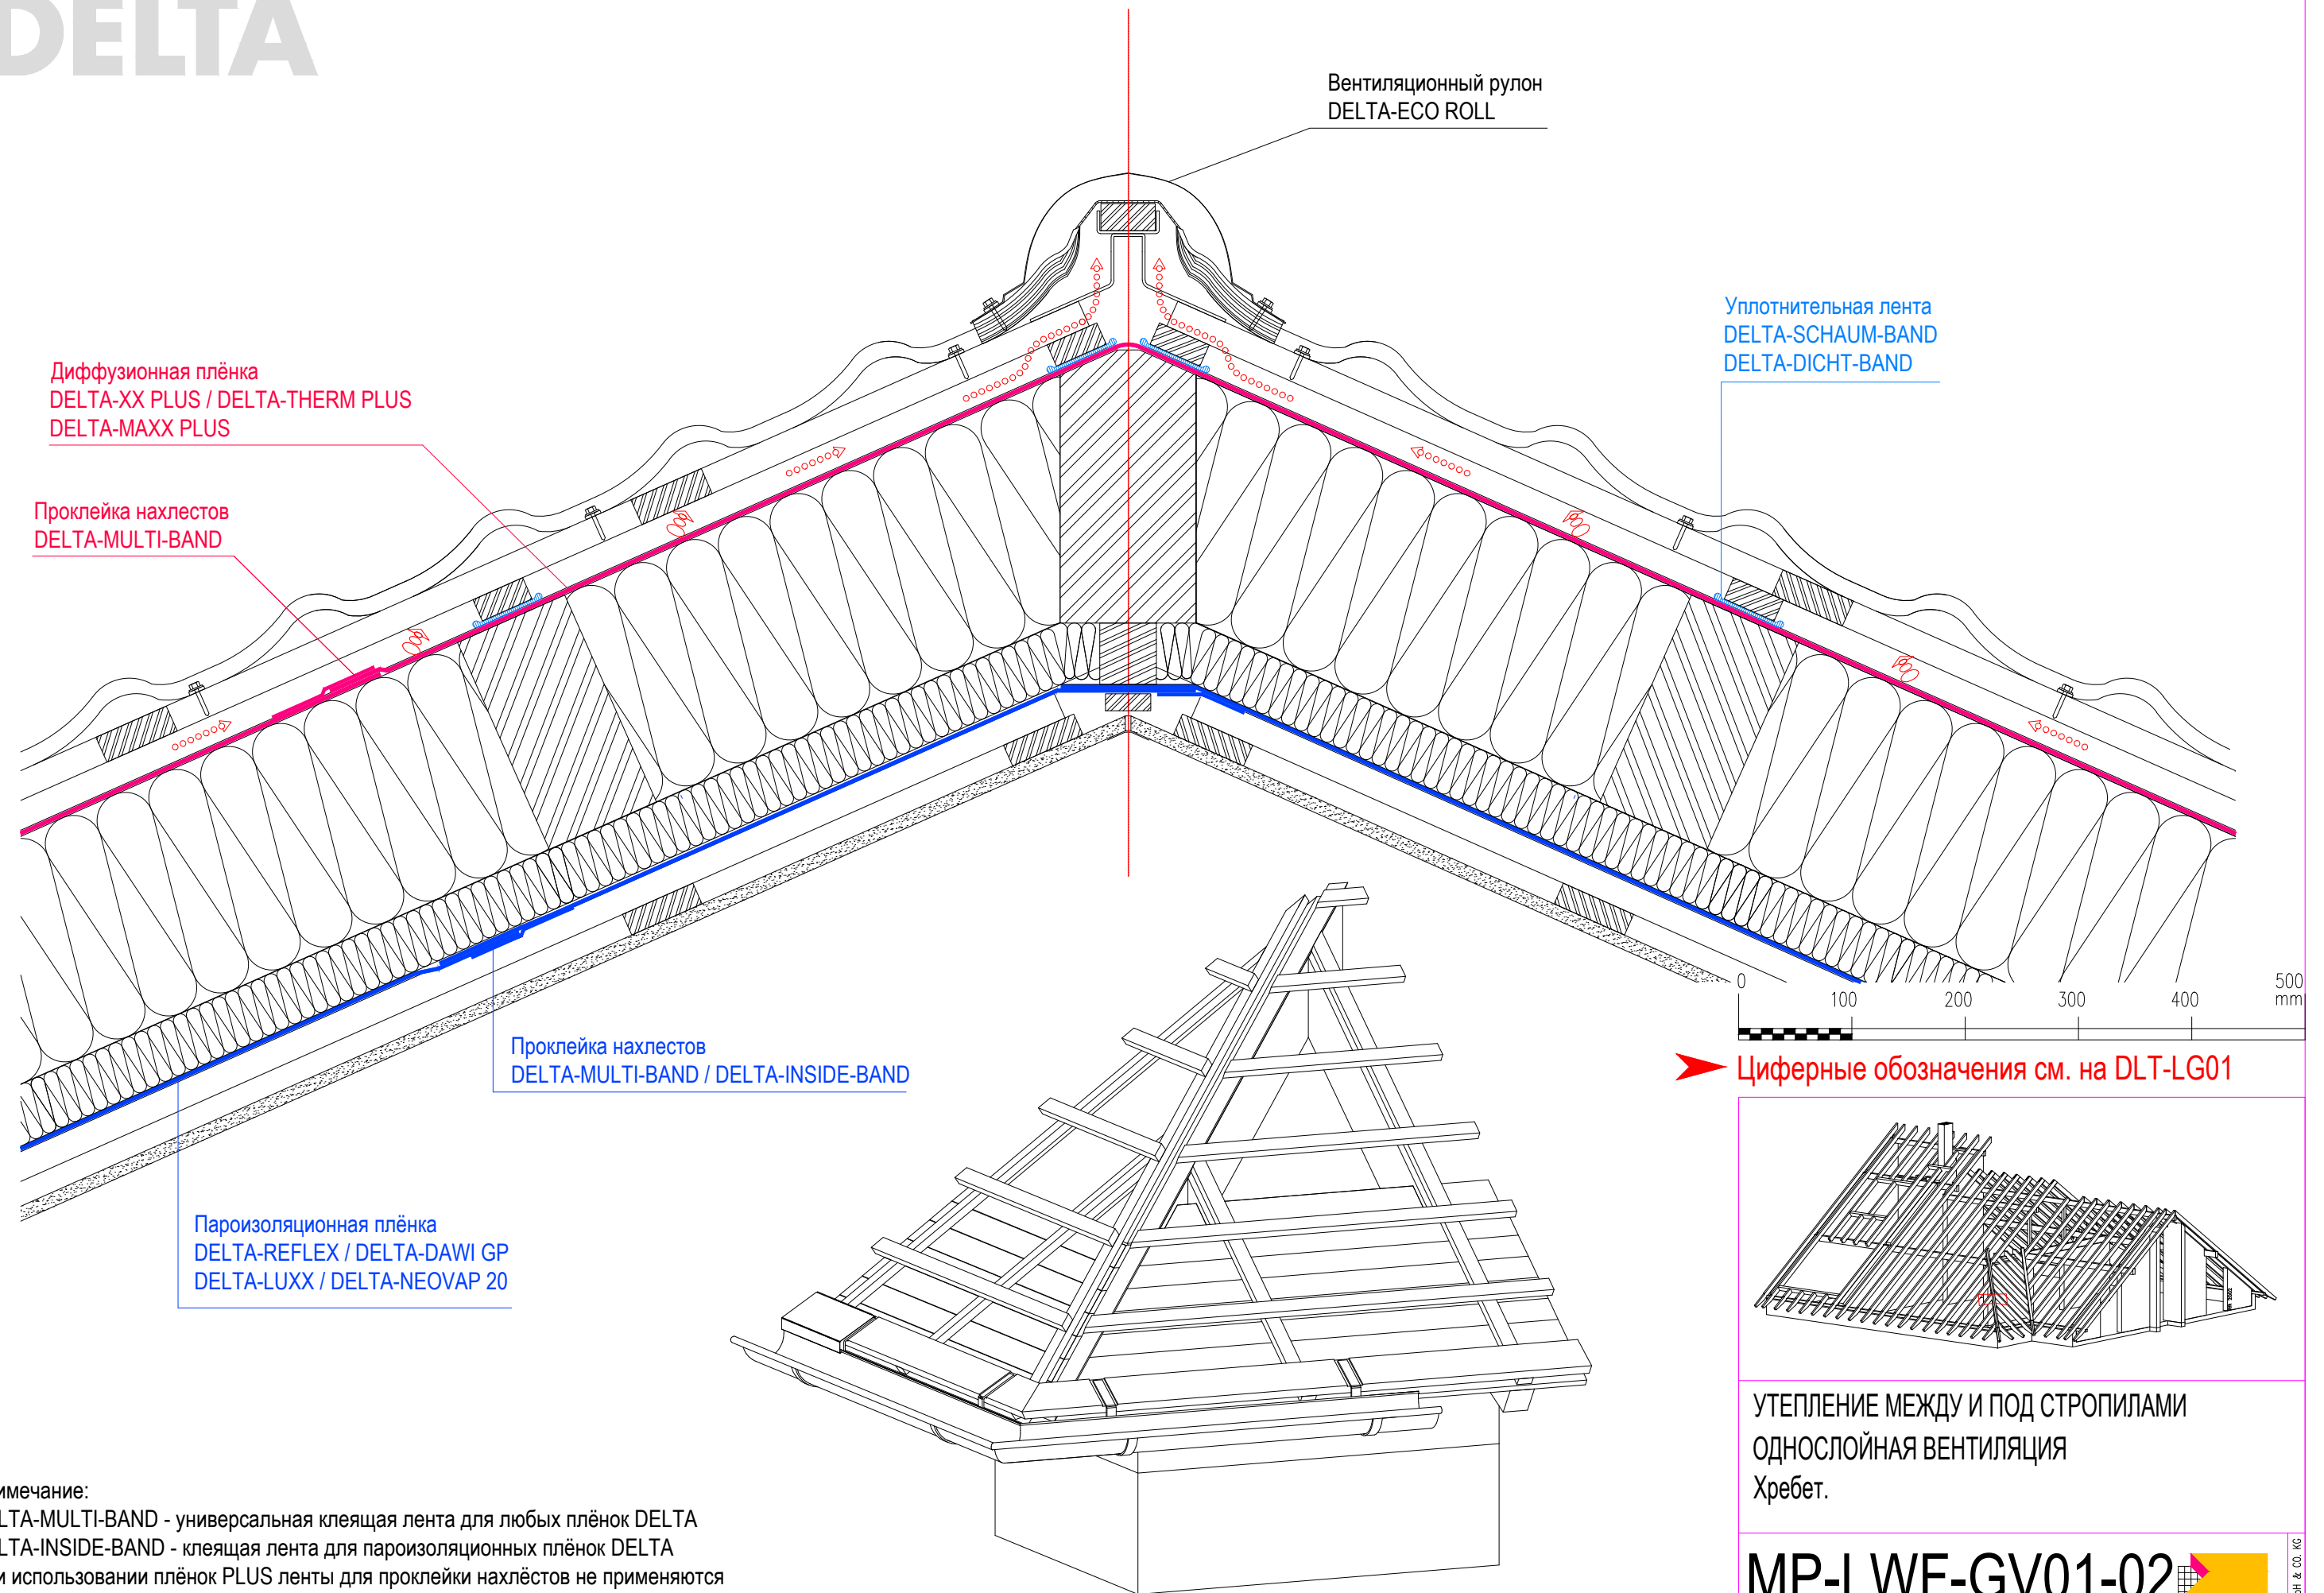 DELTA
Вентиляционный рулон
DELTA-ECO ROLL
Уплотнительная лента
DELTA-SCHAUM-BAND
DELTA-DICHT-BAND
Диффузионная плёнка
DELTA-XX PLUS / DELTA-THERM PLUS
DELTA-MAXX PLUS
Проклейка нахлестов
DELTA-MULTI-BAND
Проклейка нахлестов
DELTA-MULTI-BAND / DELTA-INSIDE-BAND
Пароизоляционная плёнка
DELTA-REFLEX / DELTA-DAWI GP
DELTA-LUXX / DELTA-NEOVAP 20
0 100 200 300 400 500
mm
Циферные обозначения см. на DLT-LG01
УТЕПЛЕНИЕ МЕЖДУ И ПОД СТРОПИЛАМИ
ОДНОСЛОЙНАЯ ВЕНТИЛЯЦИЯ
Хребет.
имечание:
LTA-MULTI-BAND - универсальная клеящая лента для любых плёнок DELTA
LTA-INSIDE-BAND - клеящая лента для пароизоляционных плёнок DELTA
и использовании плёнок PLUS ленты для проклейки нахлёстов не применяются
& CO. KG